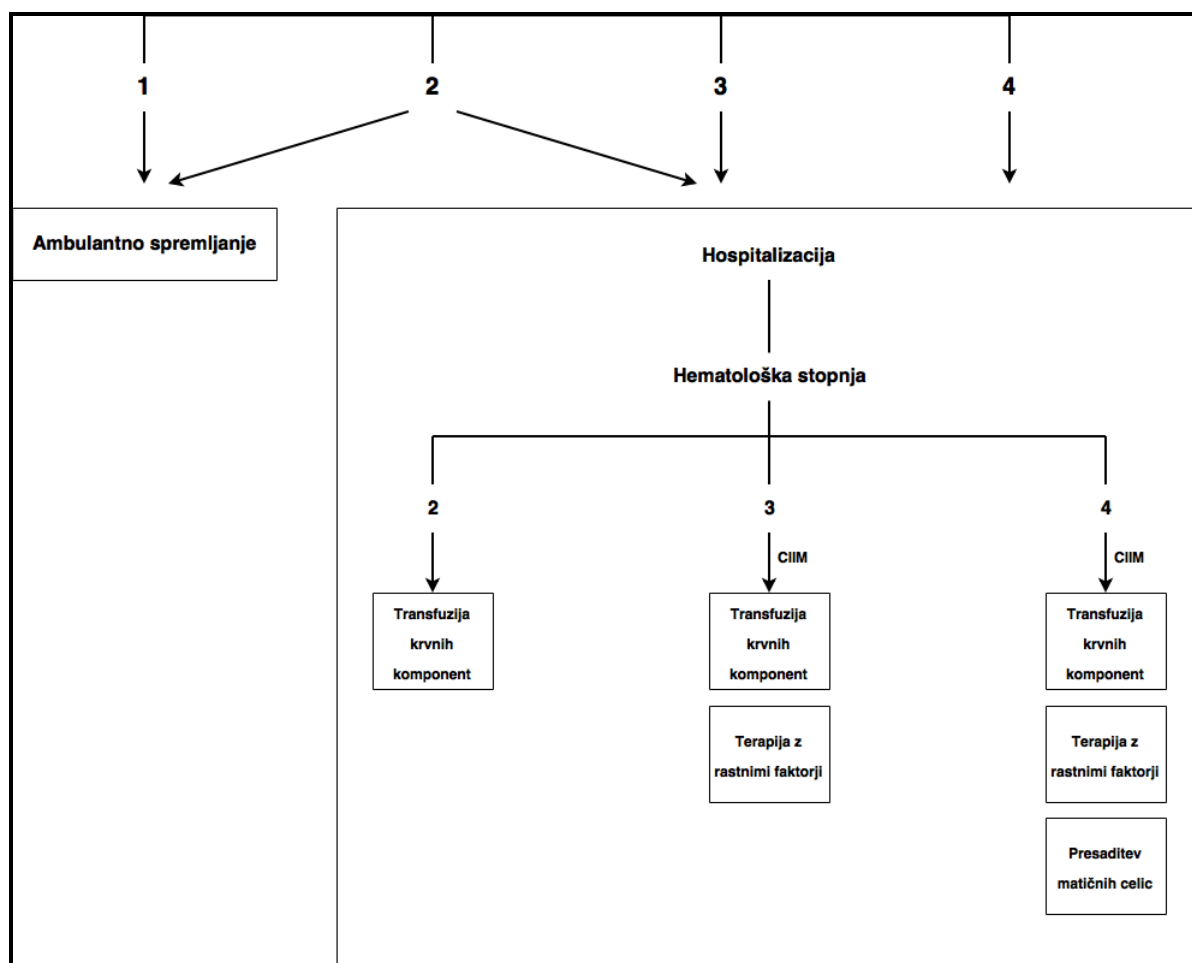 1 2 3 4
Ambulantno spremljanje
Hospitalizacija
Hematološka stopnja
2 3 4
CIIM CIIM
Transfuzija
krvnih
komponent
Transfuzija
krvnih
komponent
Terapija z
rastnimi faktorji
Transfuzija
krvnih
komponent
Terapija z
rastnimi faktorji
Presaditev
matičnih celic